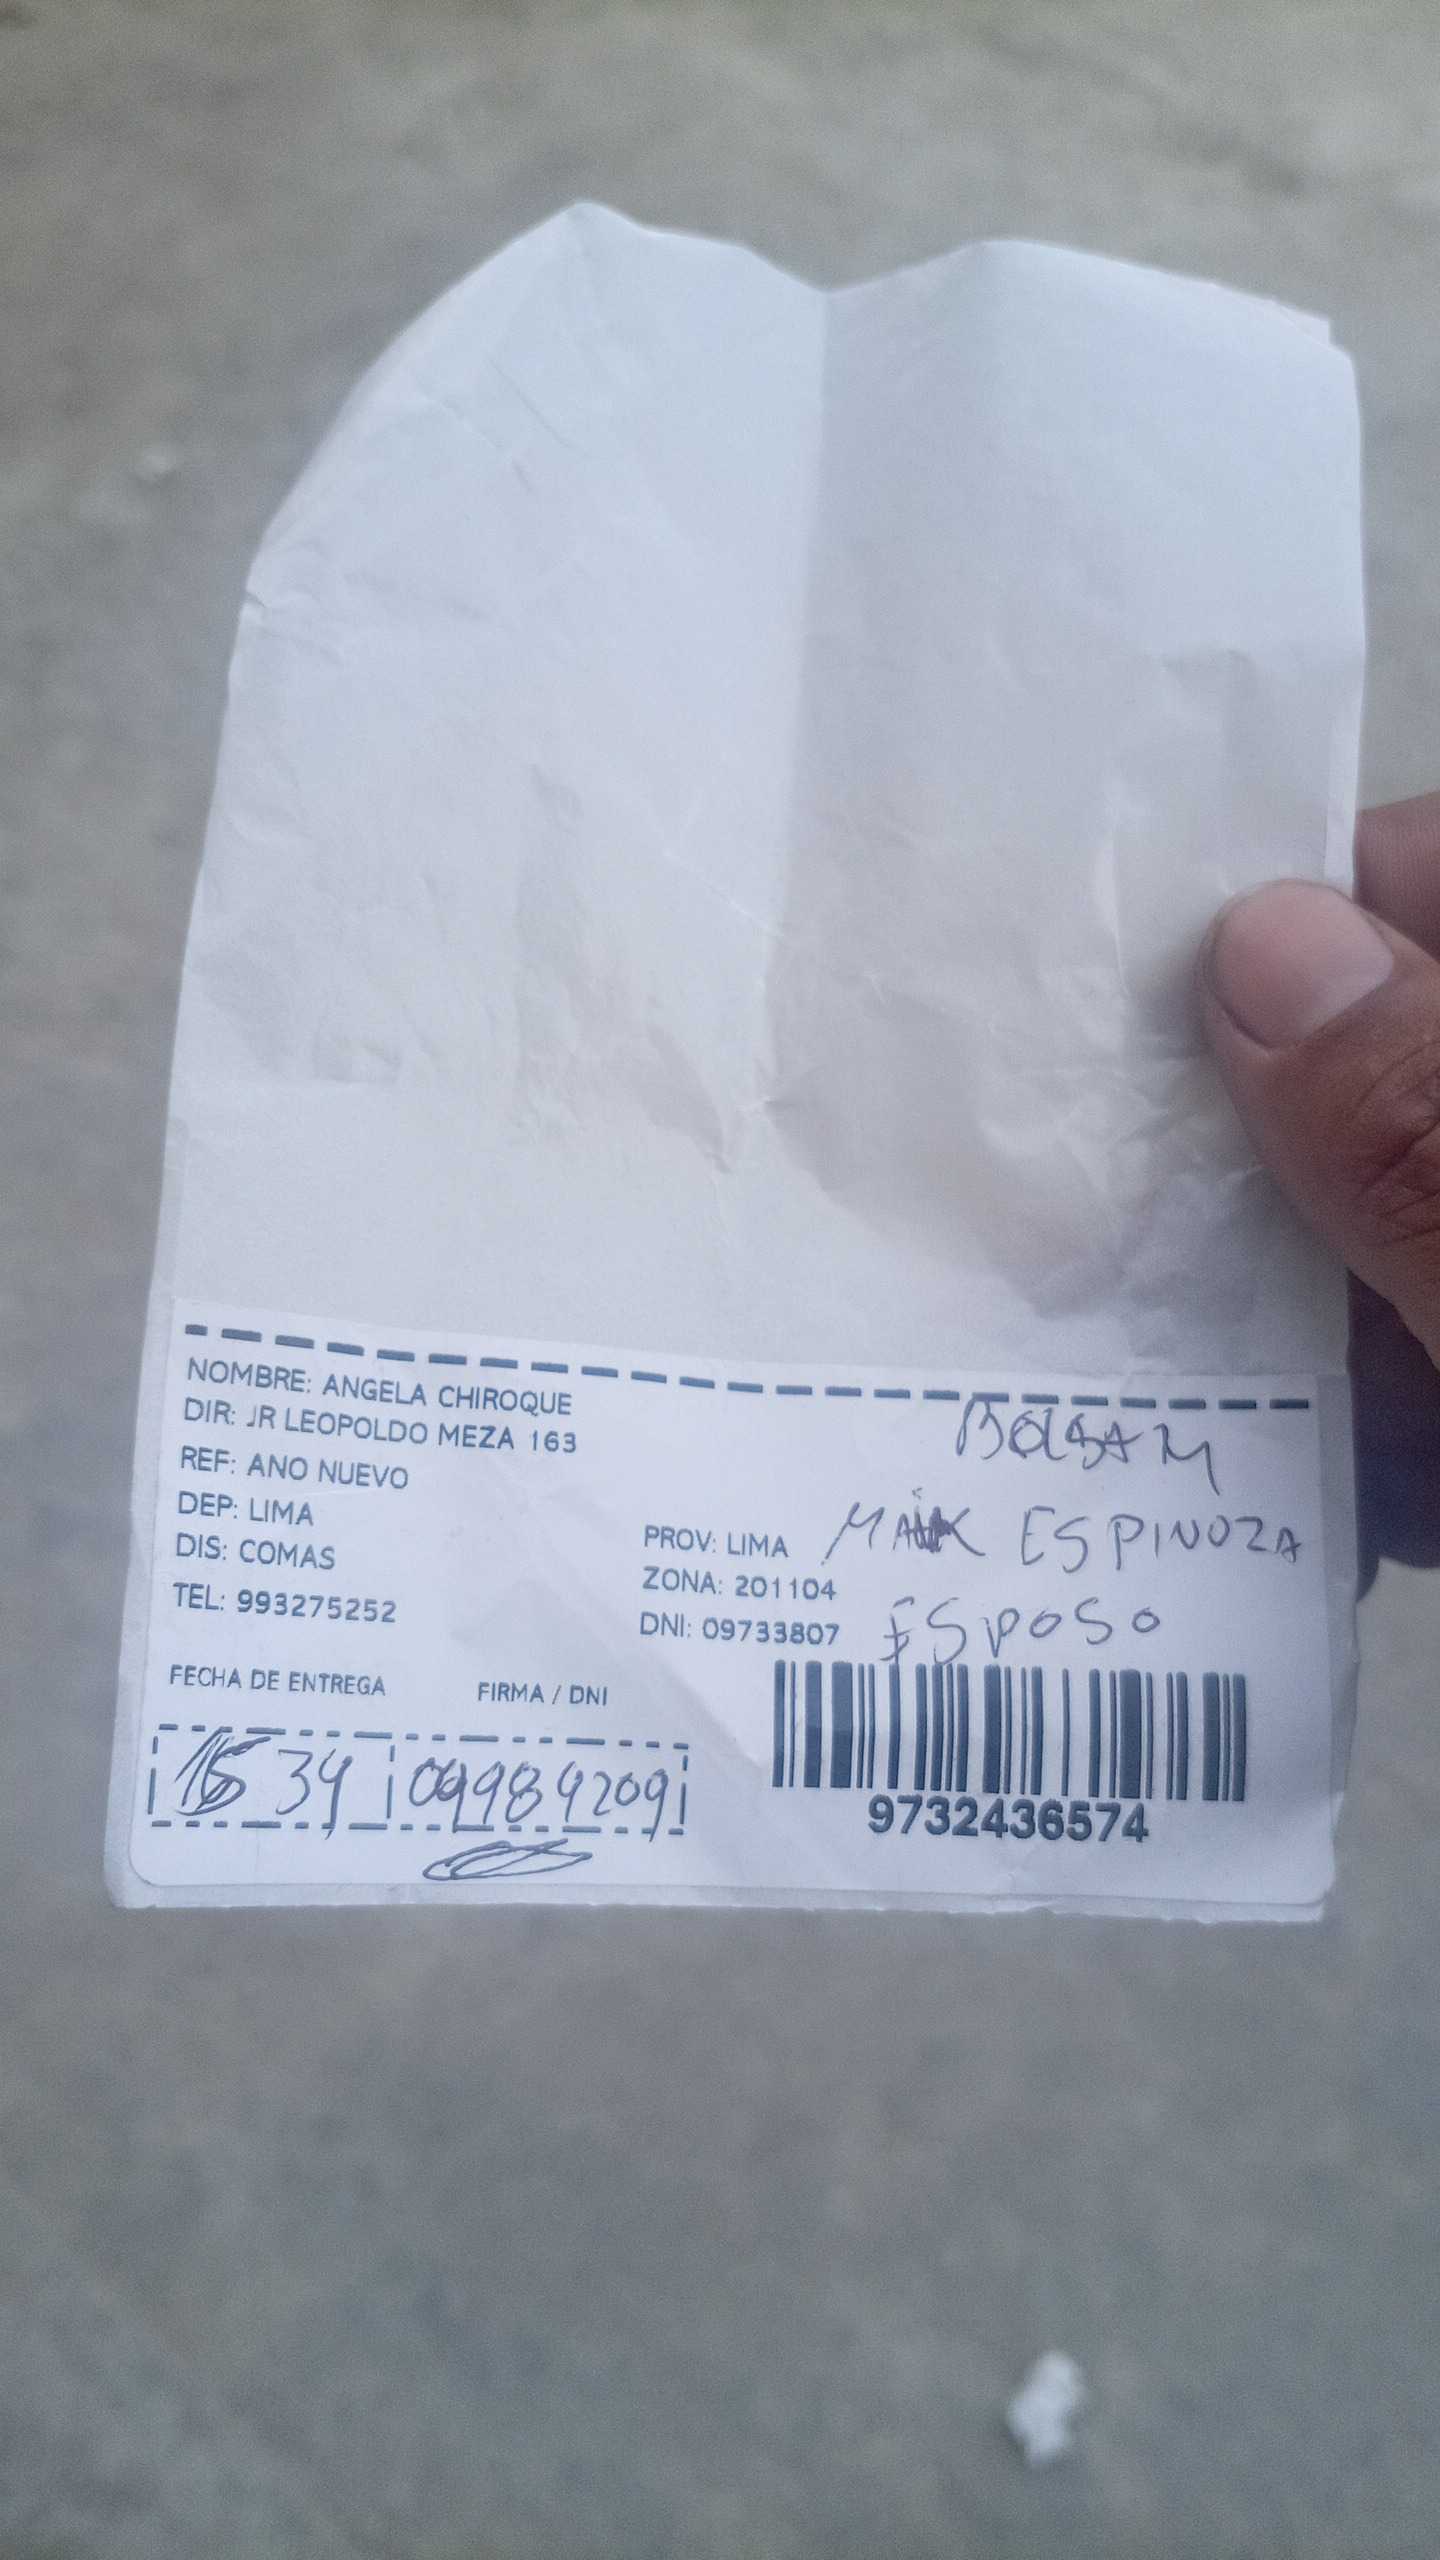 NOMBRE: ANGELA CHIROQUE
DIR: JR LEOPOLDO MEZA 163
REF: ANO NUEVO
DEP: LIMA
DIS: COMAS
TEL: 993275252
BOLSA M
PROV: LIMA
ESPINOZA
ZONA: 201104
DNI: 09733807
ESPOSO
FECHA DE ENTREGA
FIRMA / DNI
34
09984209
9732436574